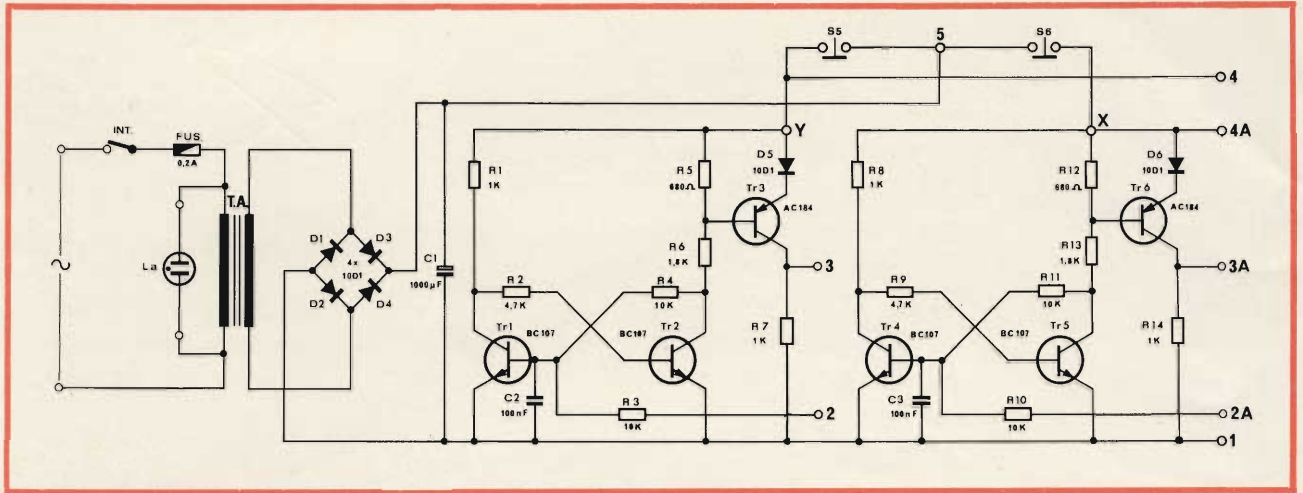 S5
5
S6
4
INT.
FUS.
0,2A
Y
X
4A
R1
1K
R5
680Ω
D5
10D1
Tr3
AC184
R8
1K
R12
680Ω
D6
10D1
Tr6
AC184
T.A.
La
D1
D3
4x
10D1
D2
D4
C1
1000µF
R2
4,7K
R4
10K
R6
1,8K
3
R9
4,7K
R11
10K
R13
1,8K
3A
Tr1
BC107
BC107
Tr2
R7
1K
Tr4
BC107
BC107
Tr5
R14
1K
C2
100nF
R3
10K
2
C3
100nF
R10
10K
2A
1